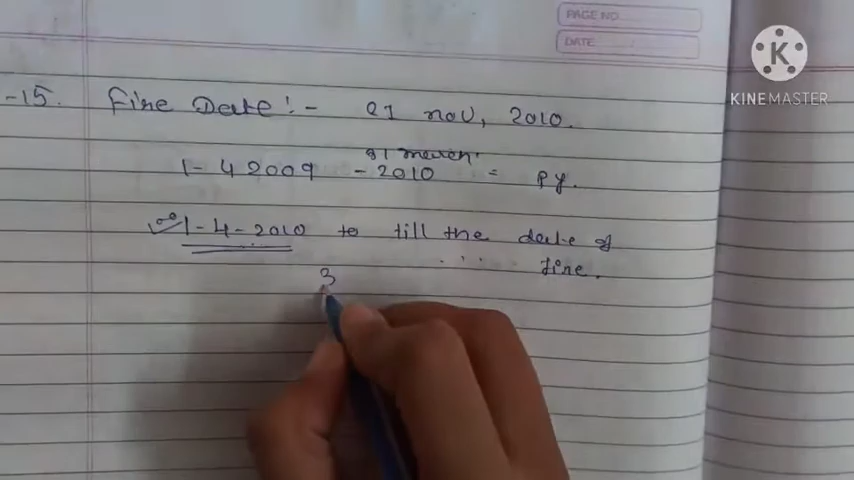 PAGE NO.
DATE
KINEMASTER
-15. Fire Date :- 21 nov, 2010.
31 march
1-4 2009 - 2010 = PY.
1-4-2010 to till the date of
fire.
3